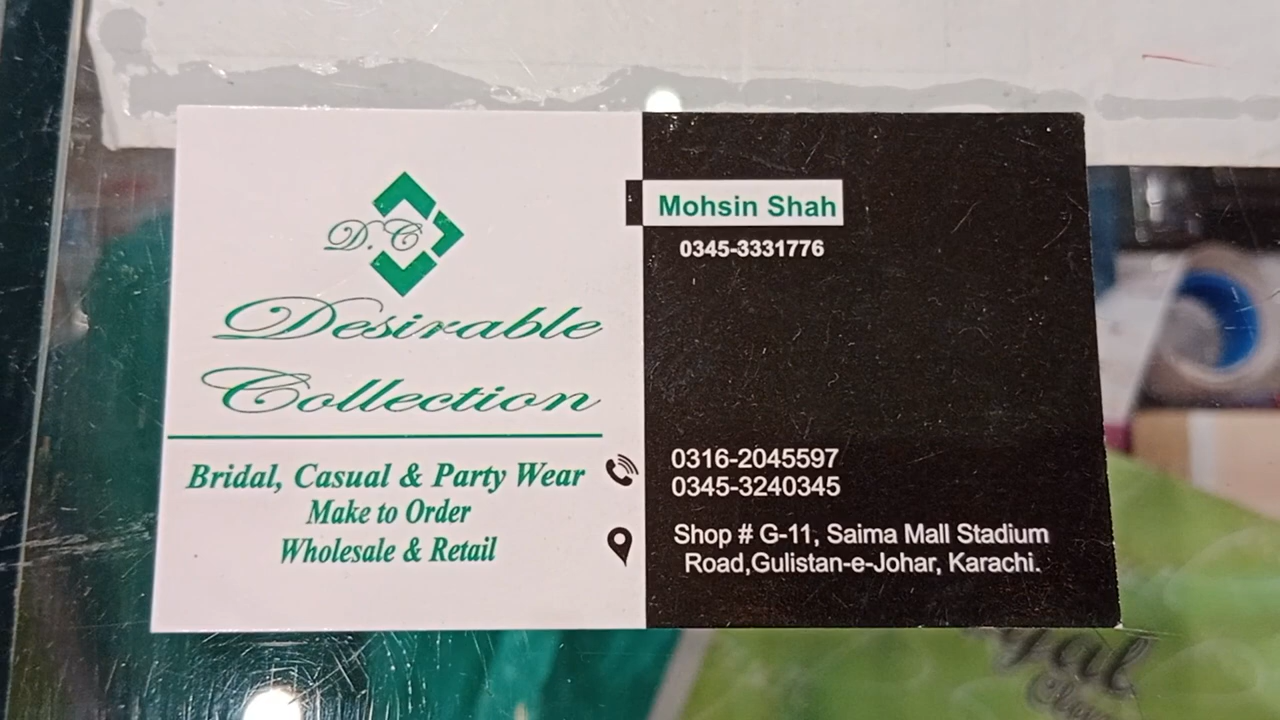 D.C
Desirable
Collection
Bridal, Casual & Party Wear
Make to Order
Wholesale & Retail
Mohsin Shah
0345-3331776
0316-2045597
0345-3240345
Shop # G-11, Saima Mall Stadium
Road,Gulistan-e-Johar, Karachi.